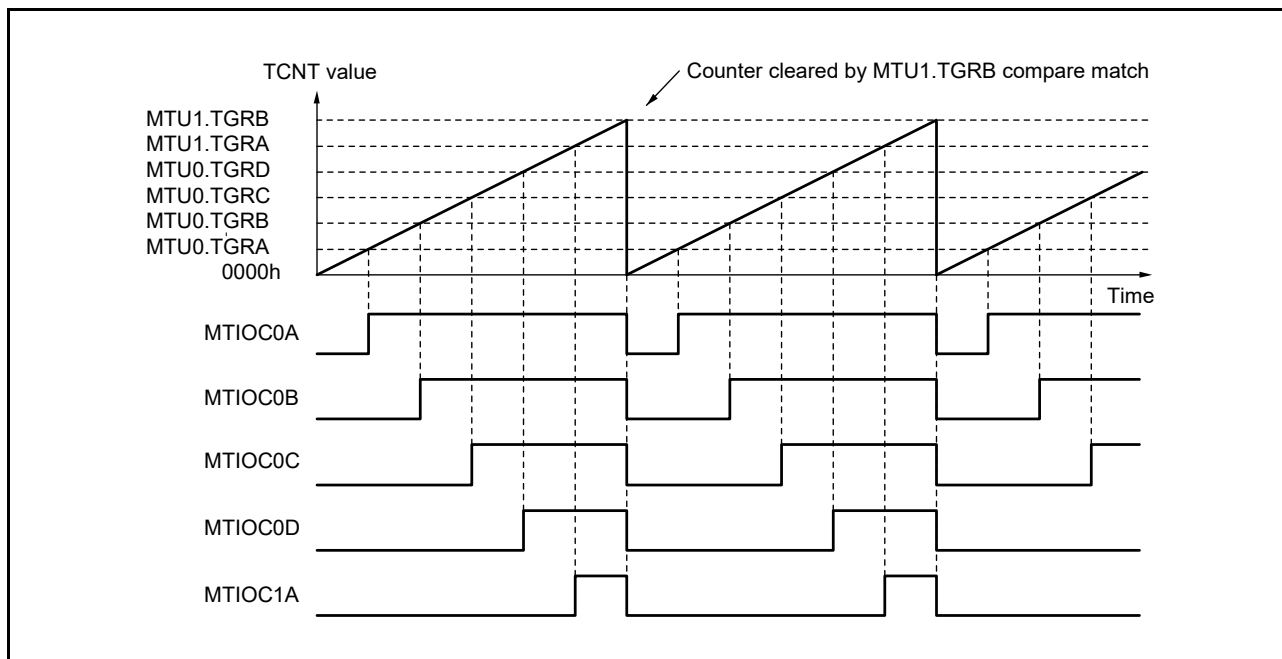 TCNT value
Counter cleared by MTU1.TGRB compare match
MTU1.TGRB
MTU1.TGRA
MTU0.TGRD
MTU0.TGRC
MTU0.TGRB
MTU0.TGRA
0000h
Time
MTIOC0A
MTIOC0B
MTIOC0C
MTIOC0D
MTIOC1A